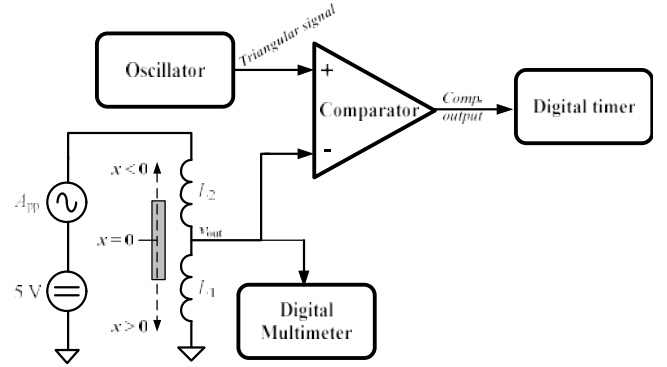 Oscillator
Triangular signal
+
Comparator
-
Comp.
output
Digital timer
x<0
L2
App
x=0
vout
5 V
L1
x>0
Digital
Multimeter